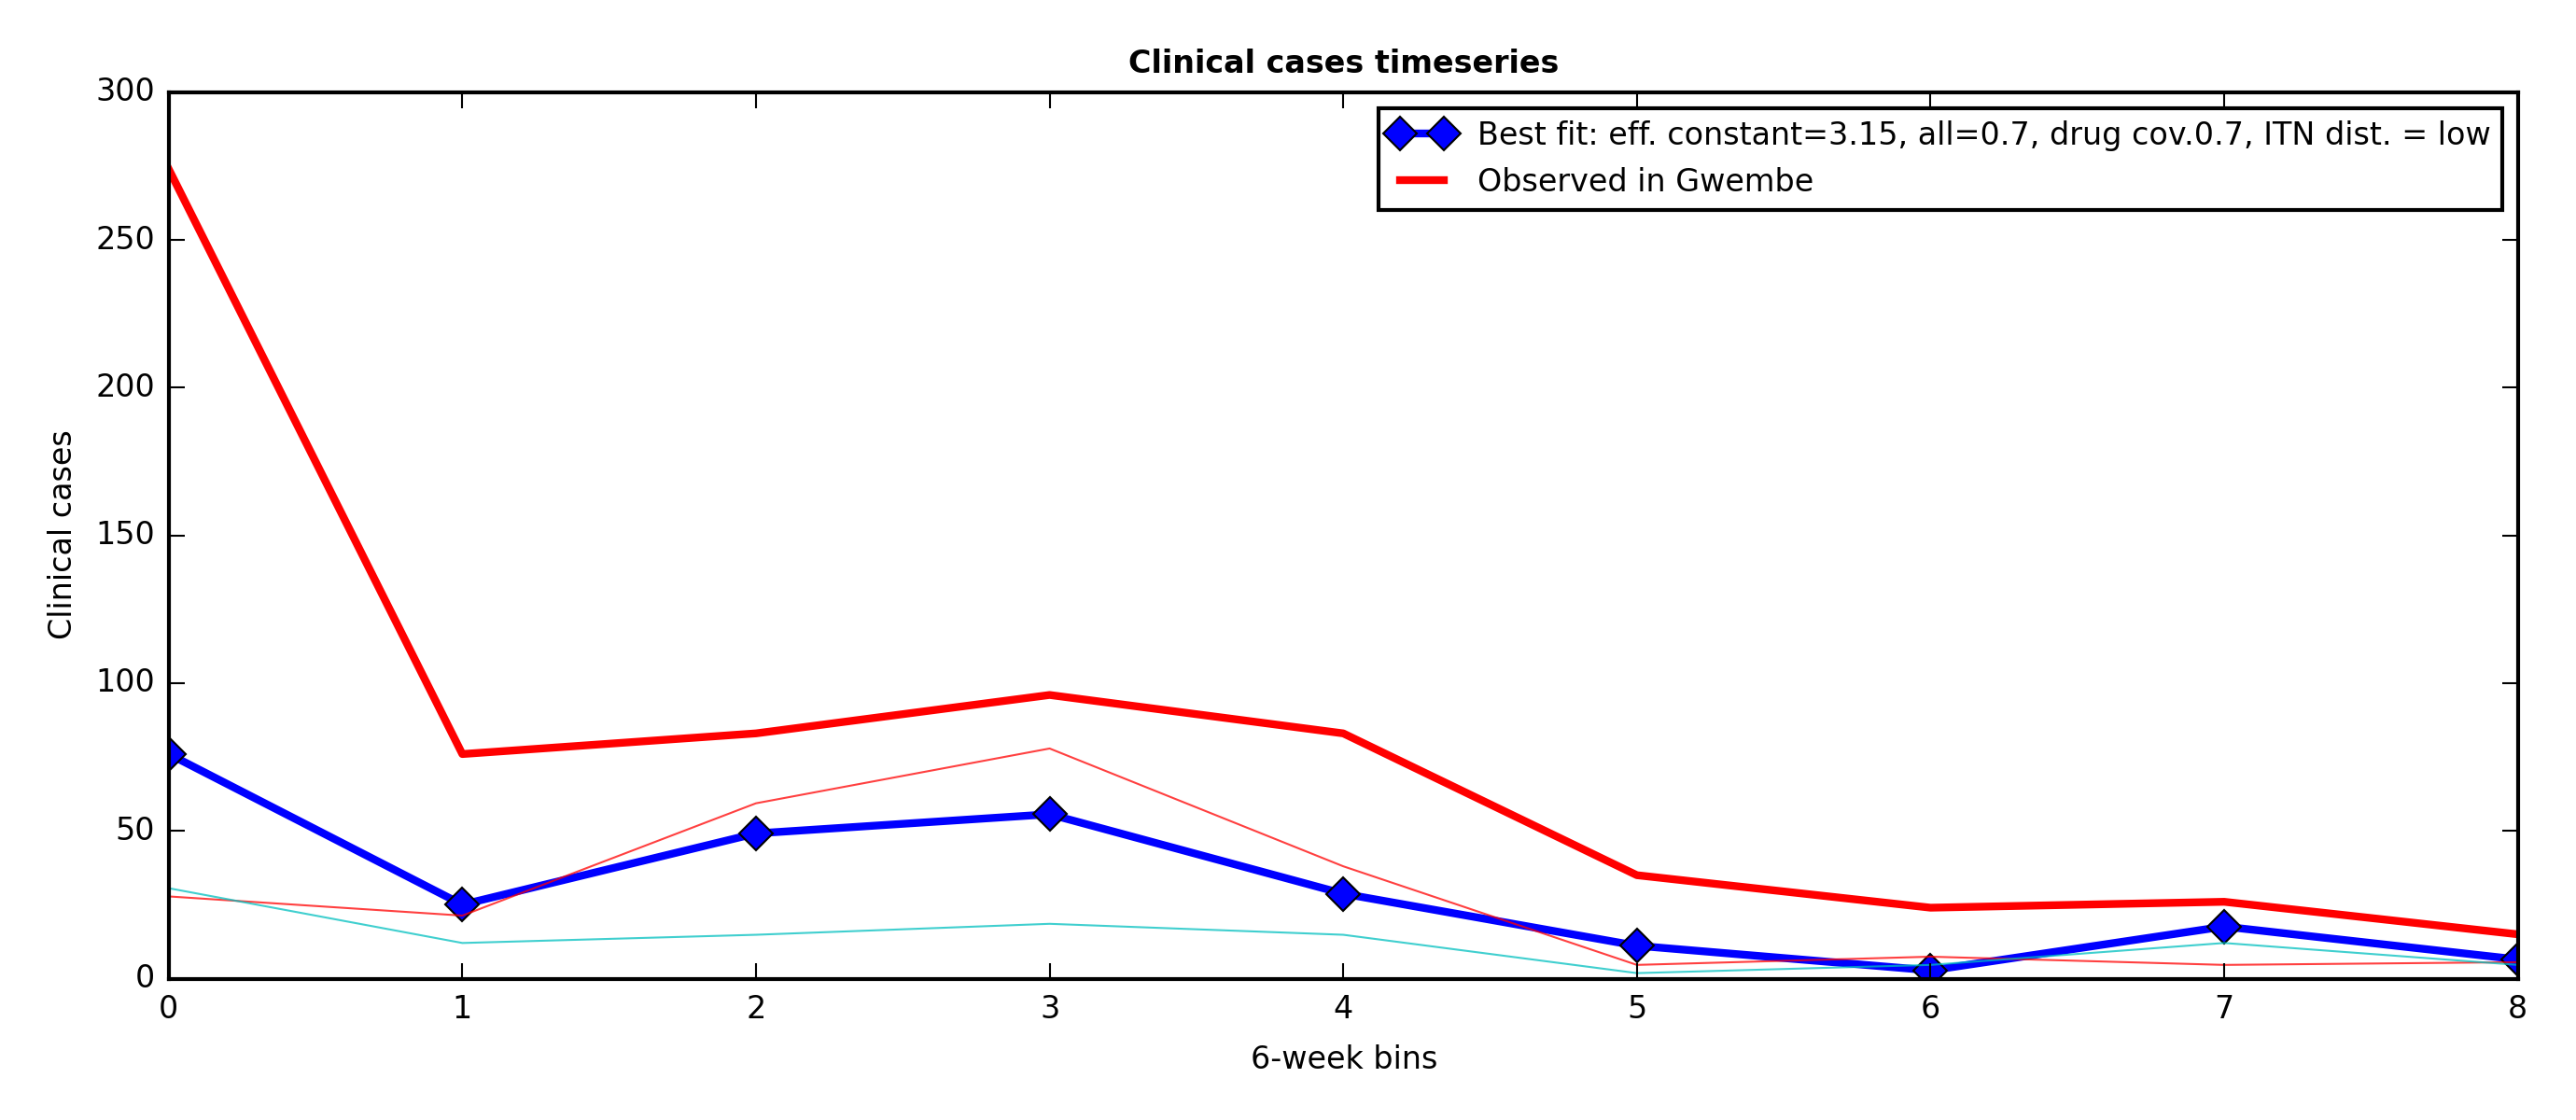 Clinical cases timeseries
300
250
200
150
100
50
0
Clinical cases
Best fit: eff. constant=3.15, all=0.7, drug cov.0.7, ITN dist. = low
Observed in Gwembe
0 1 2 3 4 5 6 7 8
6-week bins